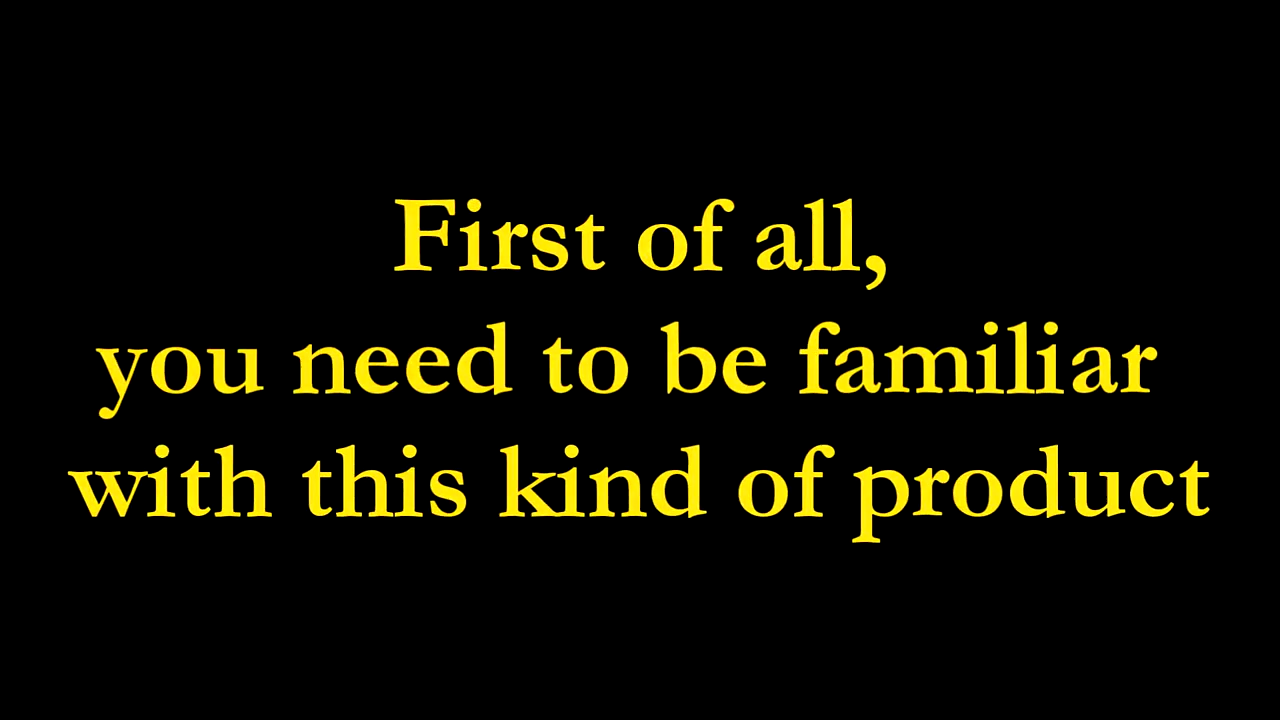 First of all,
you need to be familiar
with this kind of product